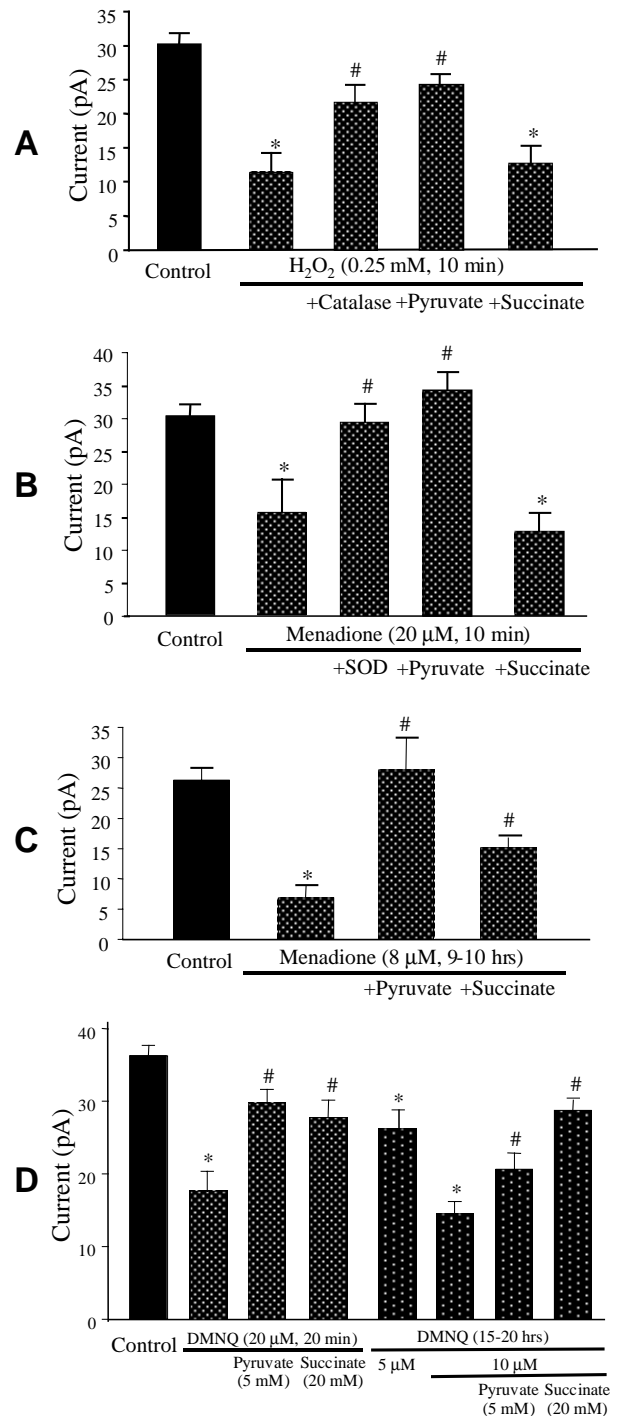 A
Current (pA)
35
30
25
20
15
10
5
0
*
#
#
*
Control
H₂O₂ (0.25 mM, 10 min)
+Catalase +Pyruvate +Succinate
B
Current (pA)
40
35
30
25
20
15
10
5
0
*
#
#
*
Control
Menadione (20 μM, 10 min)
+SOD +Pyruvate +Succinate
C
Current (pA)
35
30
25
20
15
10
5
0
*
#
#
Control
Menadione (8 μM, 9-10 hrs)
+Pyruvate +Succinate
D
Current (pA)
40
30
20
10
0
*
#
#
*
*
#
#
Control
DMNQ (20 μM, 20 min)
Pyruvate Succinate
(5 mM) (20 mM)
DMNQ (15-20 hrs)
5 μM
10 μM
Pyruvate Succinate
(5 mM) (20 mM)